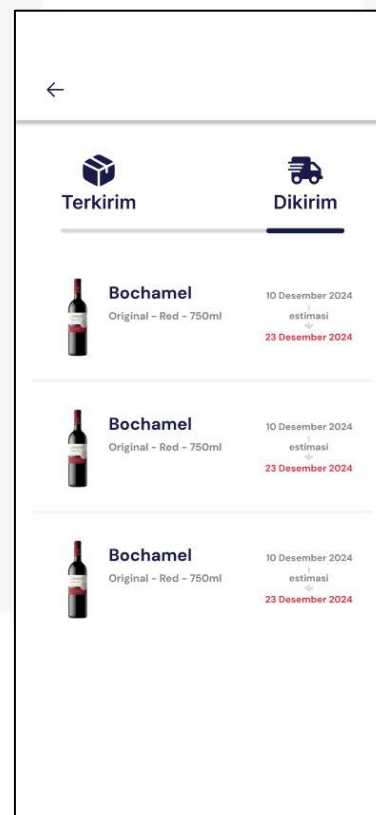 Terkirim
Dikirim
Bochamel
Original - Red - 750ml
10 Desember 2024
estimasi
23 Desember 2024
Bochamel
Original - Red - 750ml
10 Desember 2024
estimasi
23 Desember 2024
Bochamel
Original - Red - 750ml
10 Desember 2024
estimasi
23 Desember 2024